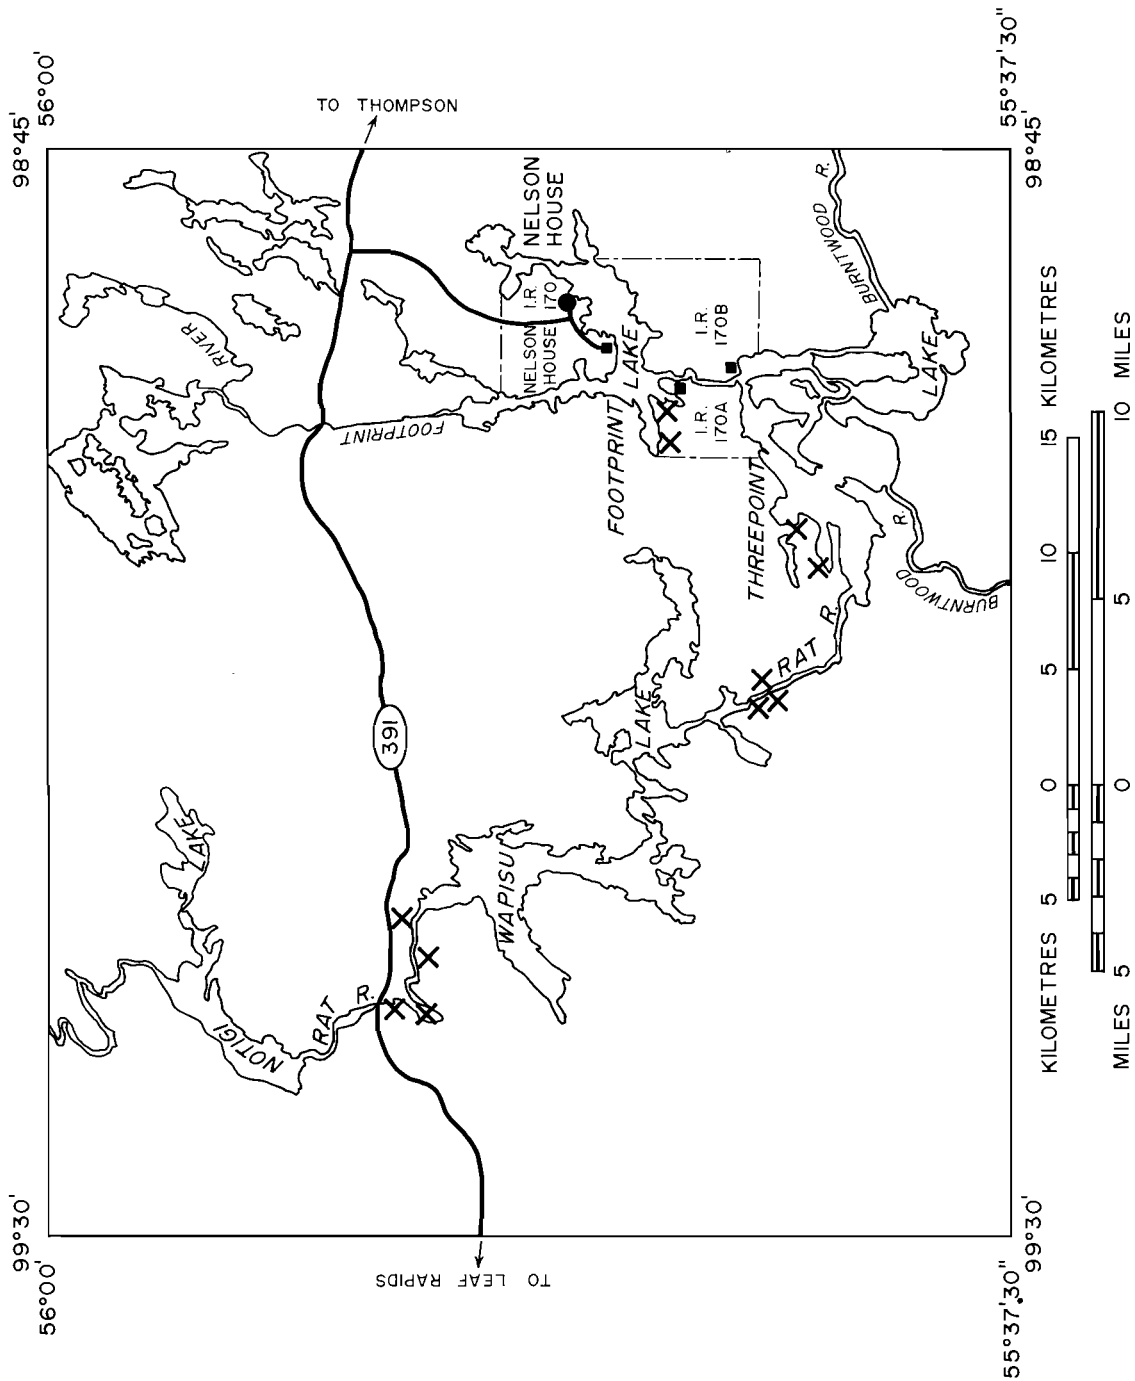 99°30'
98°45'
56°00'
56°00'
TO THOMPSON
TO LEAF RAPIDS
391
NOTIGI
LAKE
RAT
R.
WAPISU
LAKE
RAT R.
RIVER
FOOTPRINT
NELSON
HOUSE
I.R.
170
NELSON
HOUSE
FOOTPRINT
LAKE
I.R.
170A
I.R.
170B
THREEPOINT
LAKE
BURNTWOOD R.
BURNTWOOD R.
55°37'30"
55°37'30"
99°30'
98°45'
KILOMETRES 5 0 5 10 15 KILOMETRES
MILES 5 0 5 10 MILES